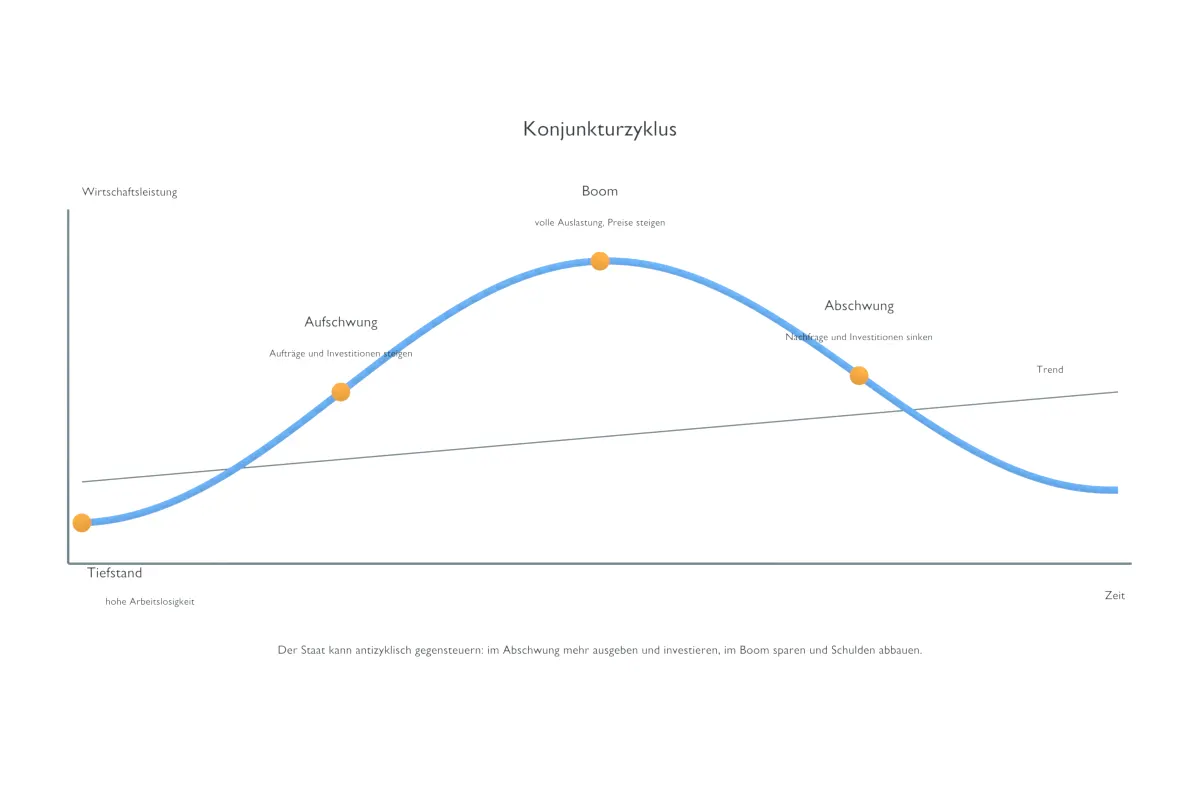 Konjunkturzyklus
Wirtschaftsleistung
Boom
volle Auslastung, Preise steigen
Abschwung
Nachfrage und Investitionen sinken
Aufschwung
Aufträge und Investitionen steigen
Trend
Tiefstand
hohe Arbeitslosigkeit
Zeit
Der Staat kann antizyklisch gegensteuern: im Abschwung mehr ausgeben und investieren, im Boom sparen und Schulden abbauen.